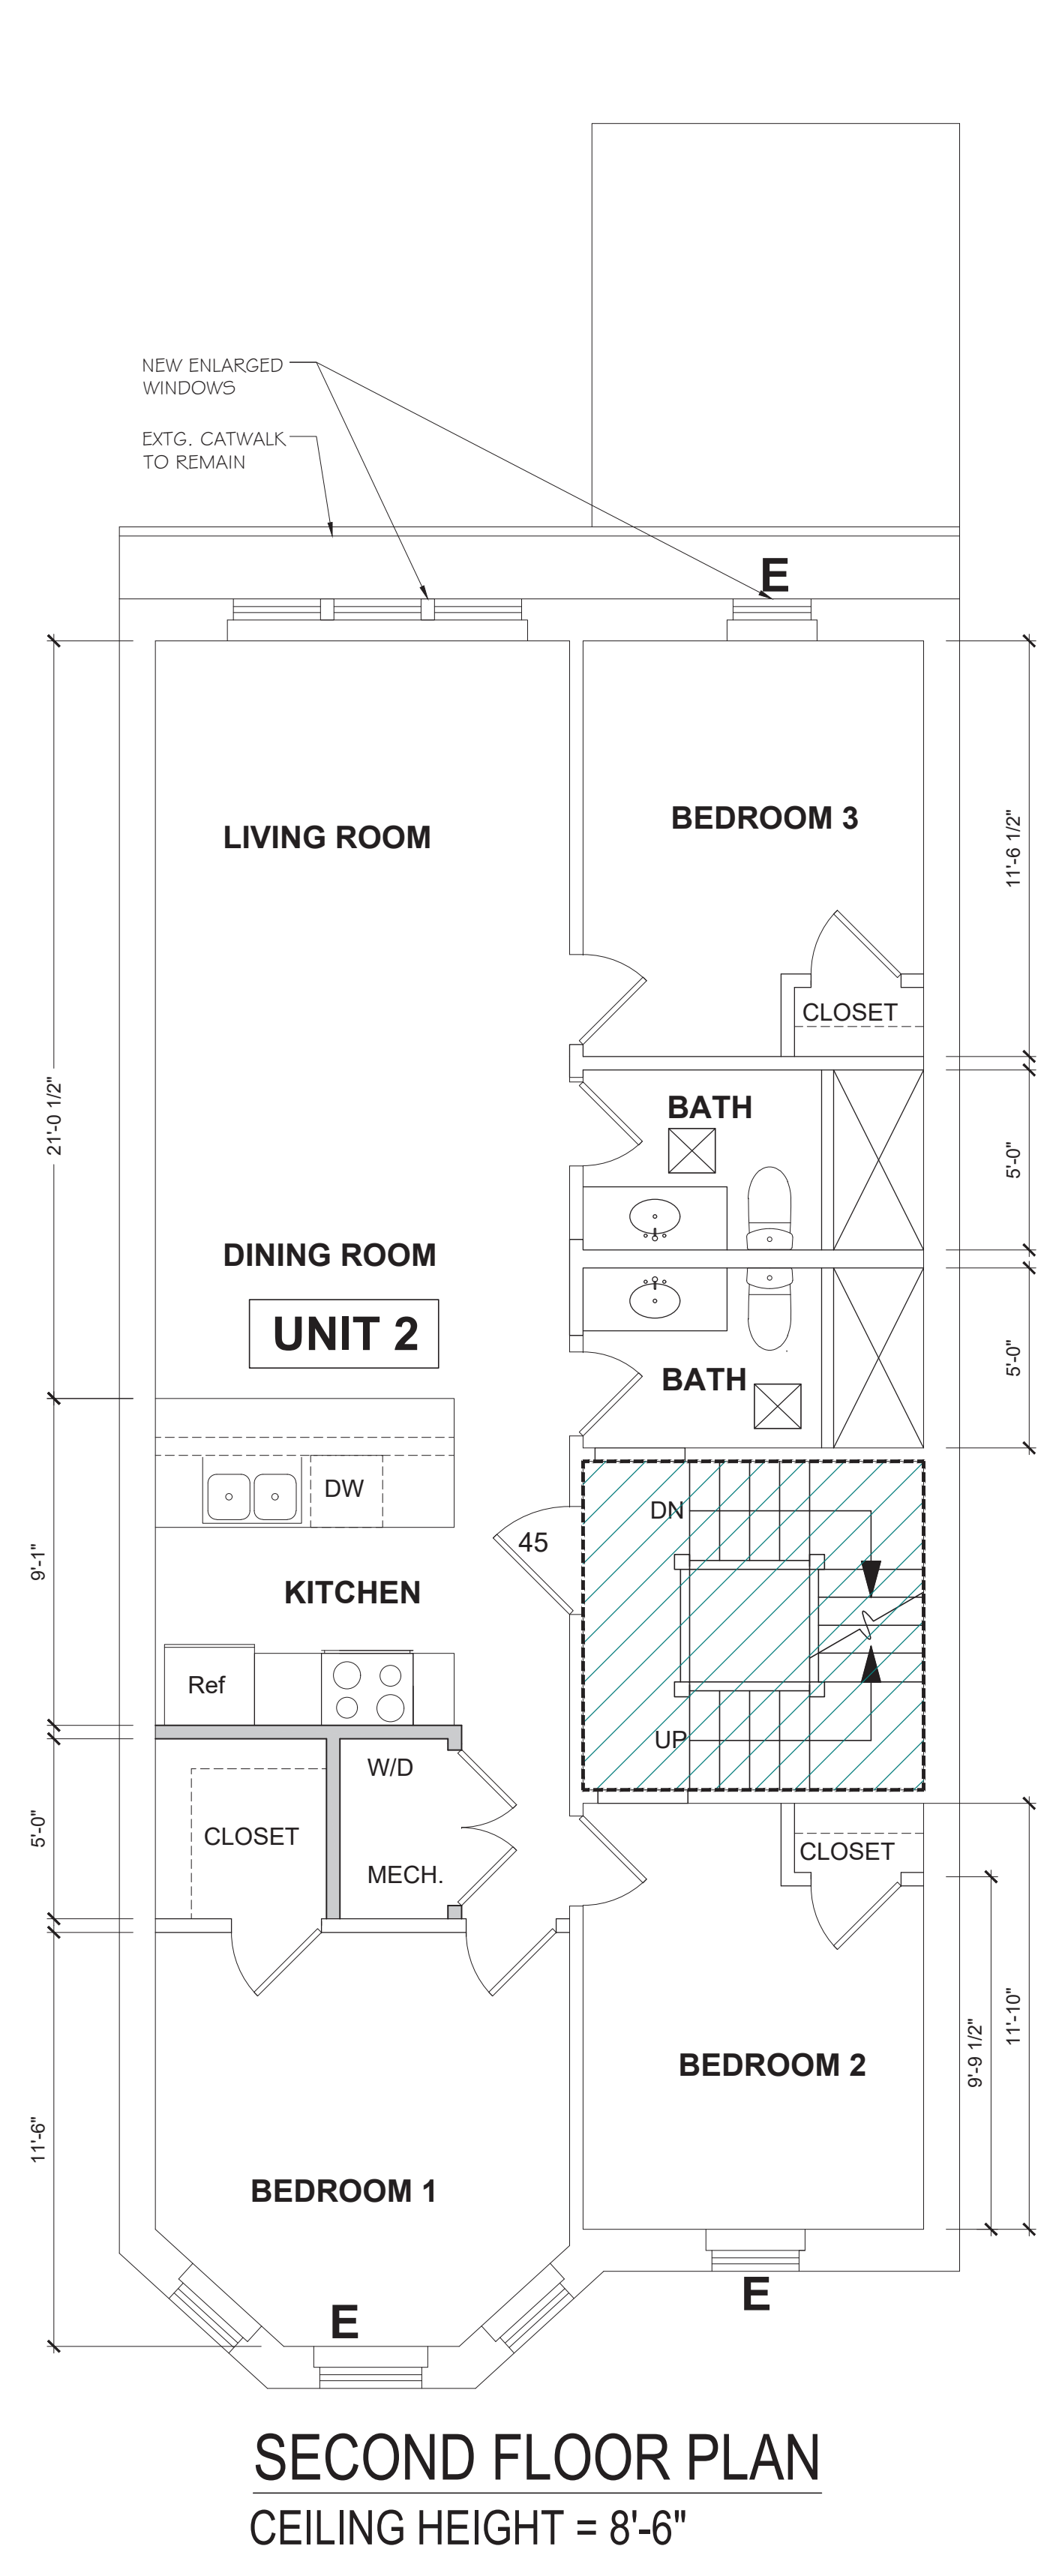 NEW ENLARGED
WINDOWS
EXTG. CATWALK
TO REMAIN
E
LIVING ROOM
BEDROOM 3
11'-6 1/2"
CLOSET
21'-0 1/2"
BATH
5'-0"
DINING ROOM
UNIT 2
BATH
5'-0"
DW
DN
45
9'-1"
KITCHEN
Ref
UP
W/D
CLOSET
MECH.
5'-0"
CLOSET
11'-10"
9'-9 1/2"
BEDROOM 2
11'-6"
BEDROOM 1
E
E
SECOND FLOOR PLAN
CEILING HEIGHT = 8'-6"